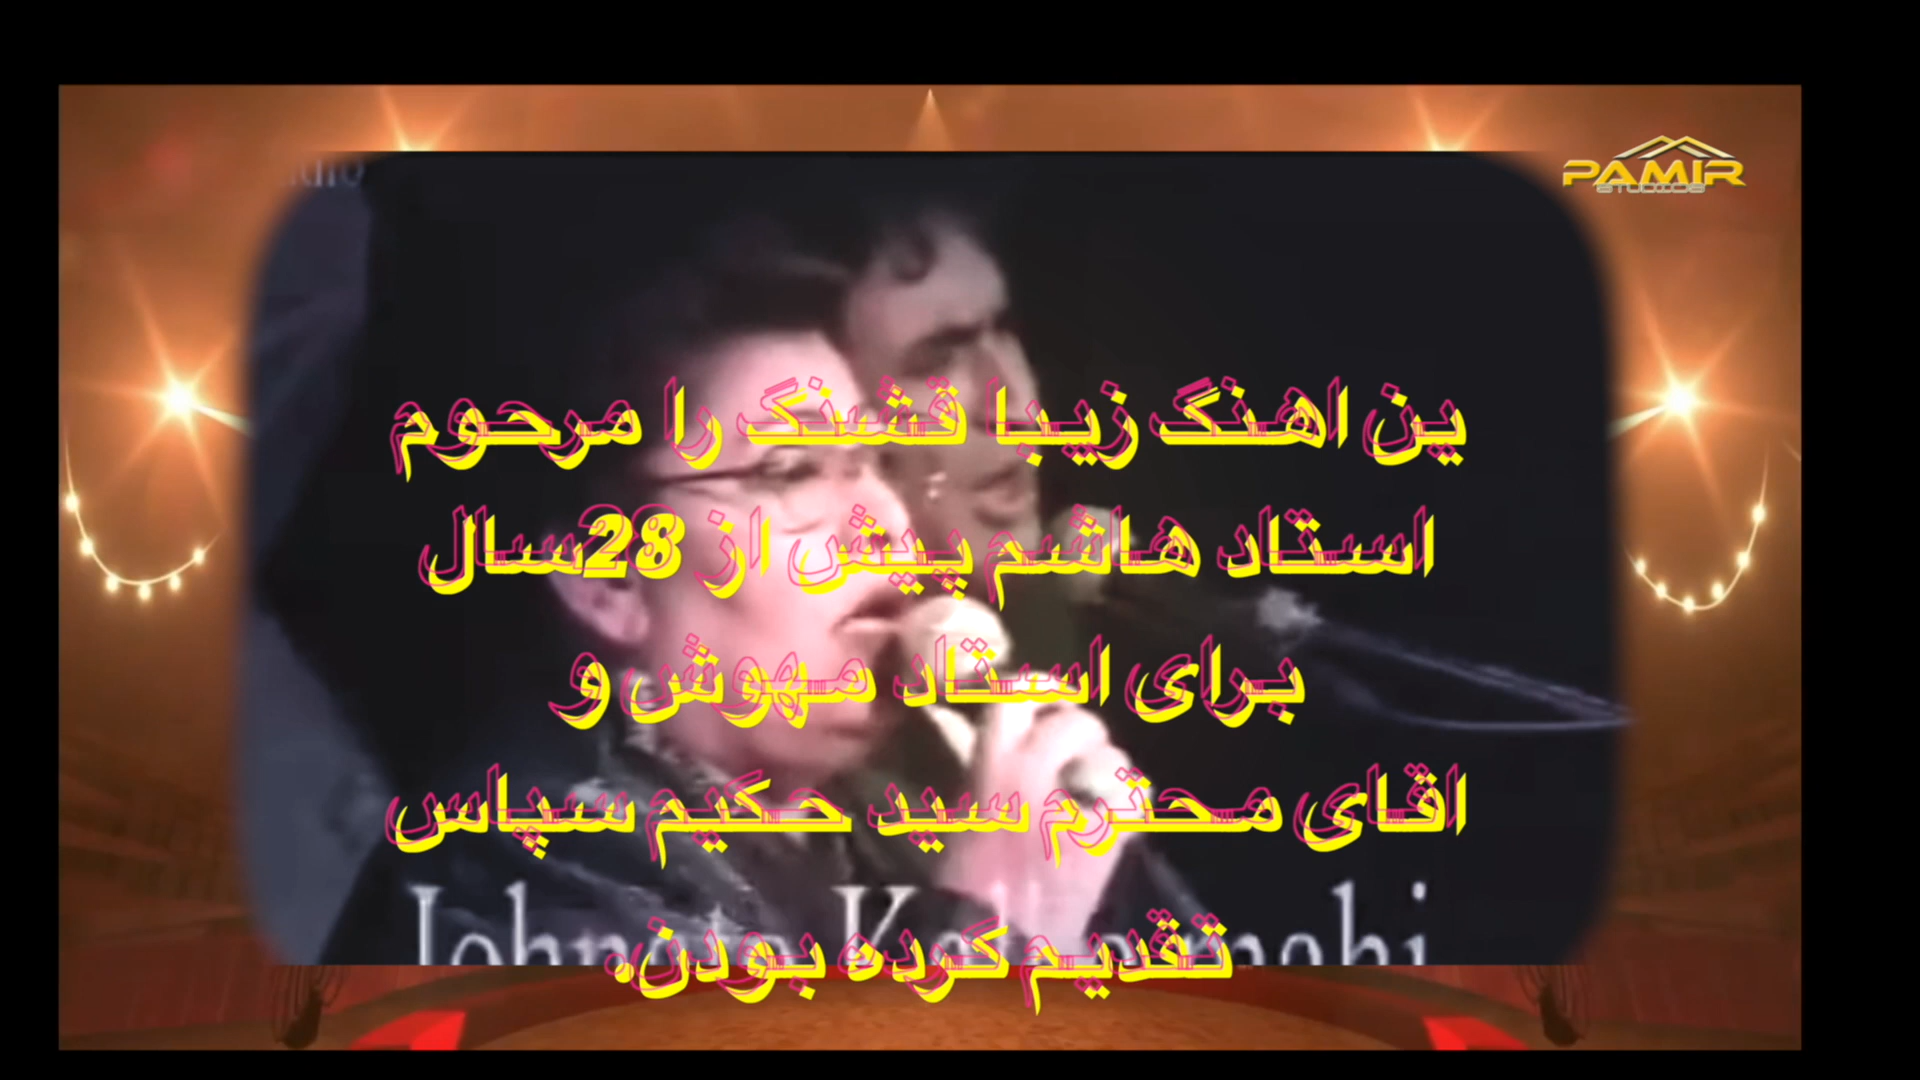 PAMIR
STUDIOS
ین اهنگ زیبا قشنگ را مرحوم
استاد هاشم پیش از 28سال
برای استاد مهوش و
اقای محترم سید حکیم سپاس
تقدیم کرده بودن.